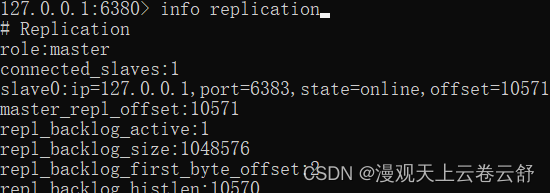 127.0.0.1:6380> info replication
# Replication
role:master
connected_slaves:1
slave0:ip=127.0.0.1,port=6383,state=online,offset=10571
master_repl_offset:10571
repl_backlog_active:1
repl_backlog_size:1048576
repl_backlog_first_byte_offset:2
CSDN @漫观天上云卷云舒
repl_backlog_histlen:10570